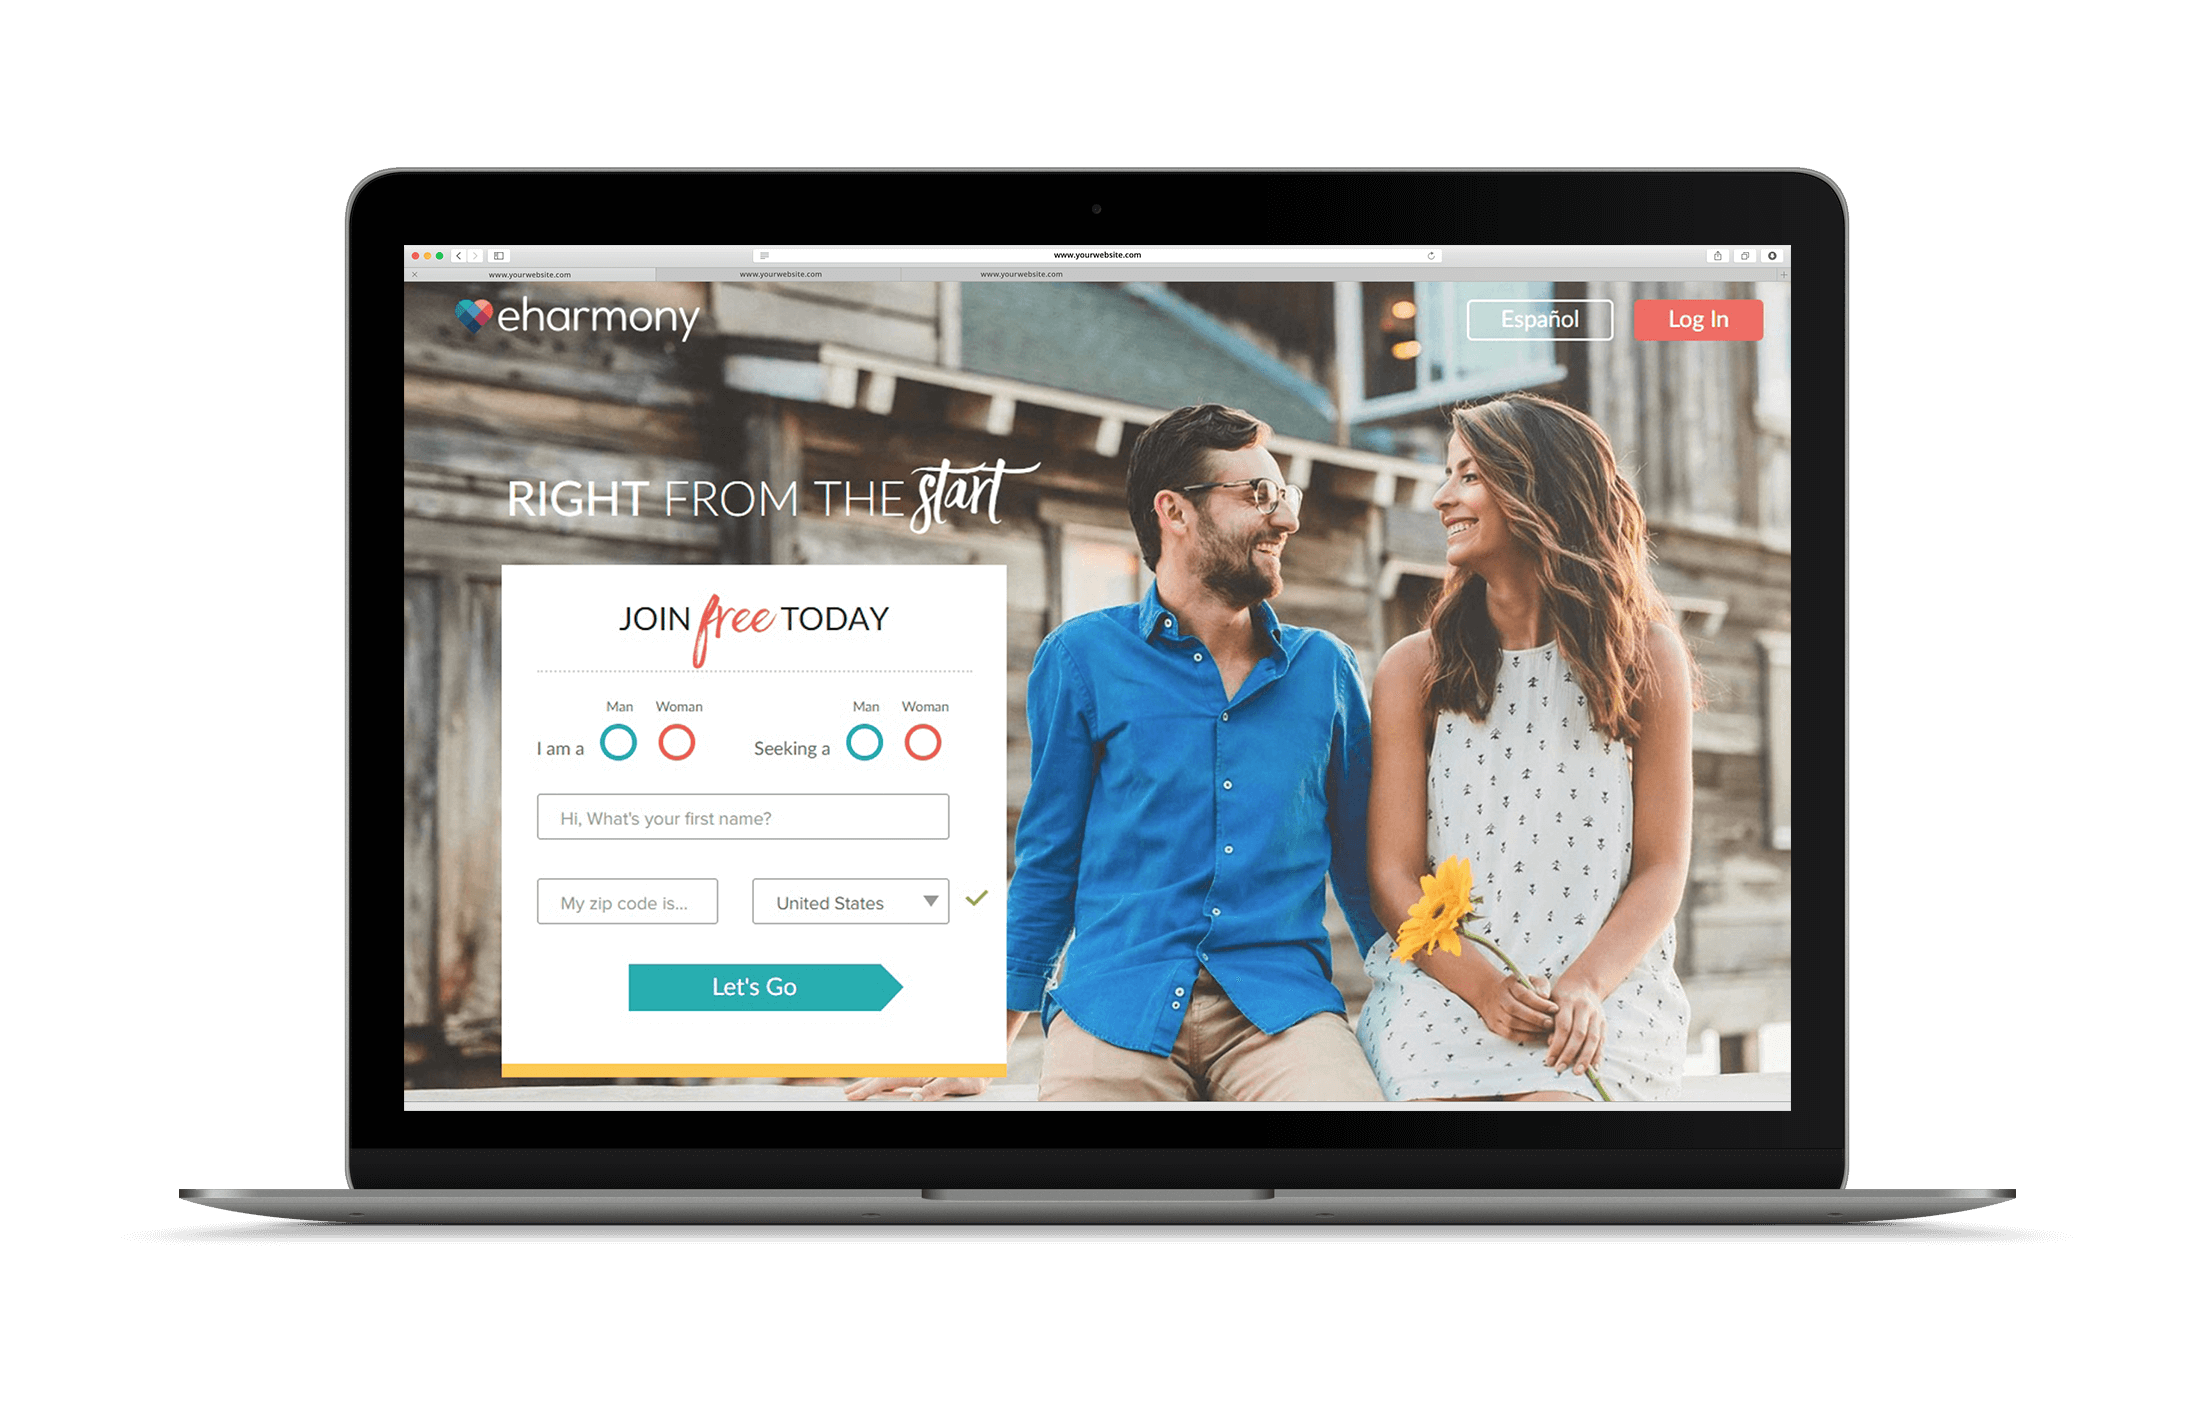 www.yourwebsite.com
www.yourwebsite.com www.yourwebsite.com www.yourwebsite.com
eharmony
Español
Log In
RIGHT FROM THE start
JOIN free TODAY
Man Woman Man Woman
I am a Seeking a
Hi, What's your first name?
My zip code is...
United States
Let's Go